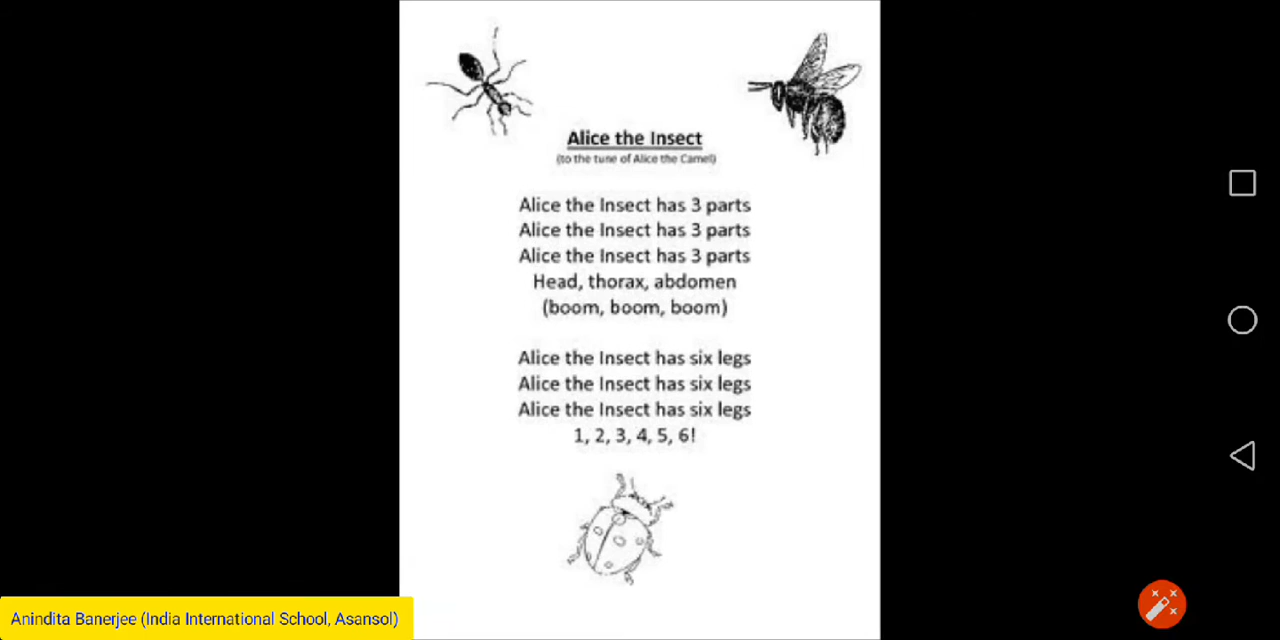 Alice the Insect
(to the tune of Alice the Camel)
Alice the Insect has 3 parts
Alice the Insect has 3 parts
Alice the Insect has 3 parts
Head, thorax, abdomen
(boom, boom, boom)
Alice the Insect has six legs
Alice the Insect has six legs
Alice the Insect has six legs
1, 2, 3, 4, 5, 6!
Anindita Banerjee (India International School, Asansol)